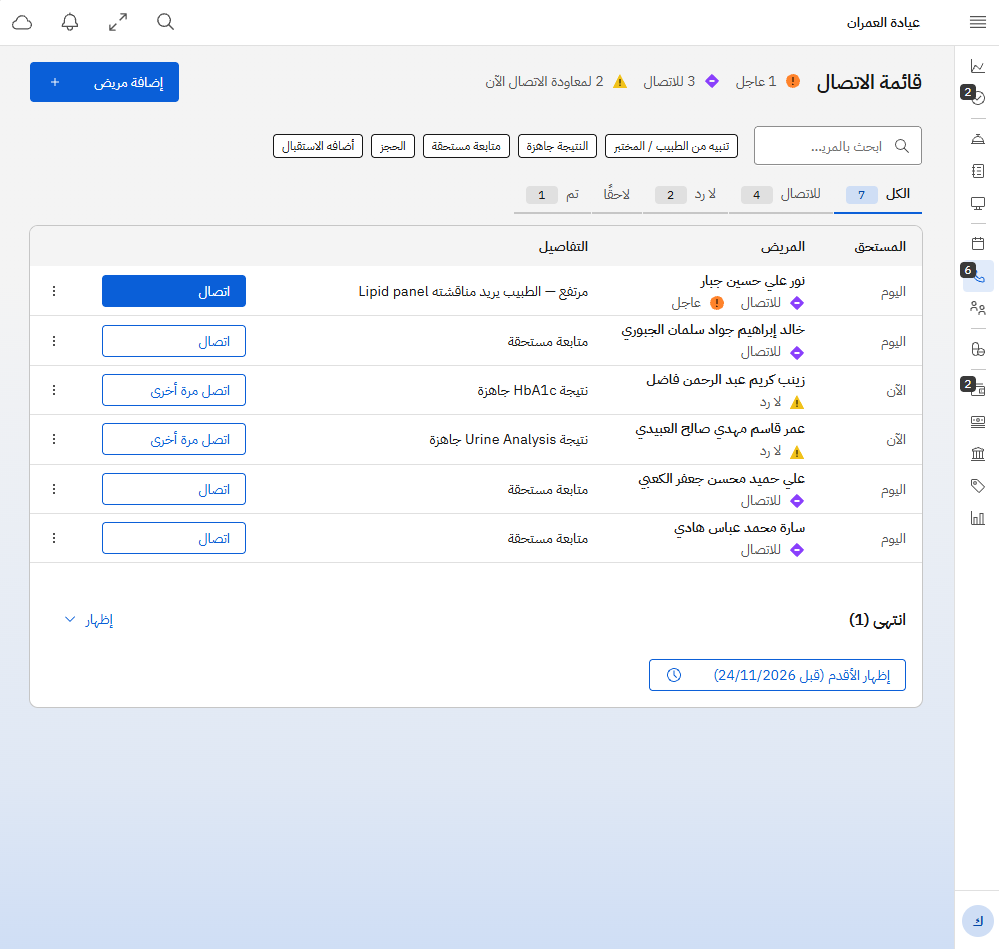 عيادة العمران
2
6
2
ك
قائمة الاتصال
1 عاجل
3 للاتصال
2 لمعاودة الاتصال الآن
إضافة مريض +
ابحث بالمري...
تنبيه من الطبيب / المختبر
النتيجة جاهزة
متابعة مستحقة
الحجز
أضافه الاستقبال
الكل 7
للاتصال 4
لا رد 2
لاحقًا
تم 1
المستحق المريض التفاصيل
اليوم نور علي حسين جبار مرتفع — الطبيب يريد مناقشته Lipid panel اتصال
للاتصال عاجل
اليوم خالد إبراهيم جواد سلمان الجبوري متابعة مستحقة اتصال
للاتصال
الآن زينب كريم عبد الرحمن فاضل نتيجة HbA1c جاهزة اتصل مرة أخرى
لا رد
الآن عمر قاسم مهدي صالح العبيدي نتيجة Urine Analysis جاهزة اتصل مرة أخرى
لا رد
اليوم علي حميد محسن جعفر الكعبي متابعة مستحقة اتصال
للاتصال
اليوم سارة محمد عباس هادي متابعة مستحقة اتصال
للاتصال
انتهى (1) إظهار
إظهار الأقدم (قبل 24/11/2026)